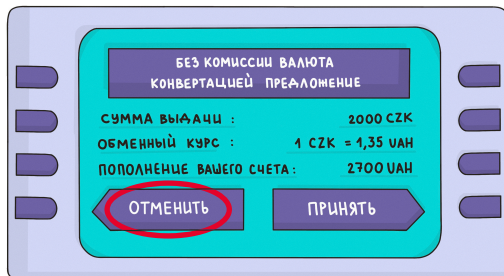 БЕЗ КОМИССИИ ВАЛЮТА
КОНВЕРТАЦИЕЙ ПРЕДЛОЖЕНИЕ
СУММА ВЫДАЧИ : 2000 CZK
ОБМЕННЫЙ КУРС : 1 CZK = 1,35 UAH
ПОПОЛНЕНИЕ ВАШЕГО СЧЕТА : 2700 UAH
ОТМЕНИТЬ ПРИНЯТЬ